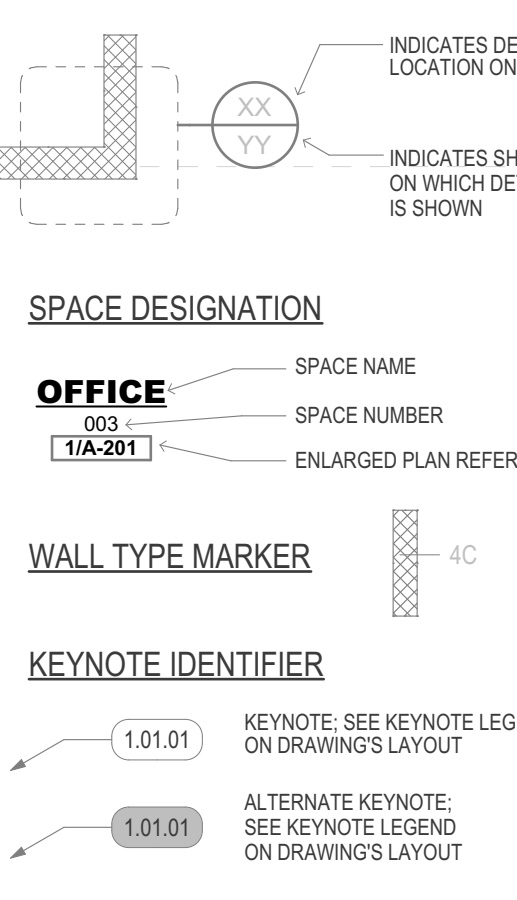 INDICATES DE
LOCATION ON
XX
YY
INDICATES SH
ON WHICH DE
IS SHOWN
SPACE DESIGNATION
OFFICE
003
1/A-201
SPACE NAME
SPACE NUMBER
ENLARGED PLAN REFER
WALL TYPE MARKER
4C
KEYNOTE IDENTIFIER
1.01.01
KEYNOTE; SEE KEYNOTE LEG
ON DRAWING'S LAYOUT
1.01.01
ALTERNATE KEYNOTE;
SEE KEYNOTE LEGEND
ON DRAWING'S LAYOUT